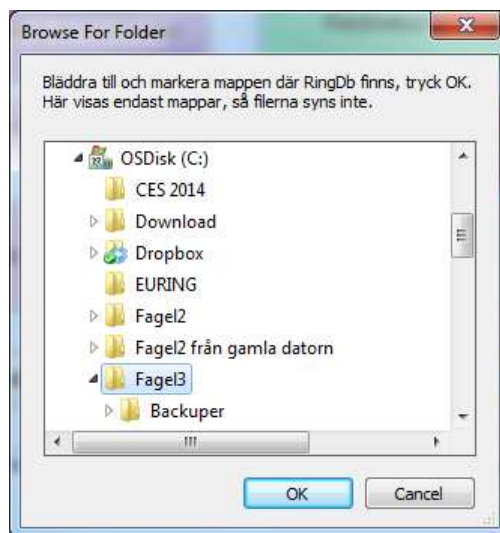 Browse For Folder
Bläddra till och markera mappen där RingDb finns, tryck OK.
Här visas endast mappar, så filerna syns inte.
OSDisk (C:)
CES 2014
Download
Dropbox
EURING
Fagel2
Fagel2 från gamla datorn
Fagel3
Backuper
OK
Cancel